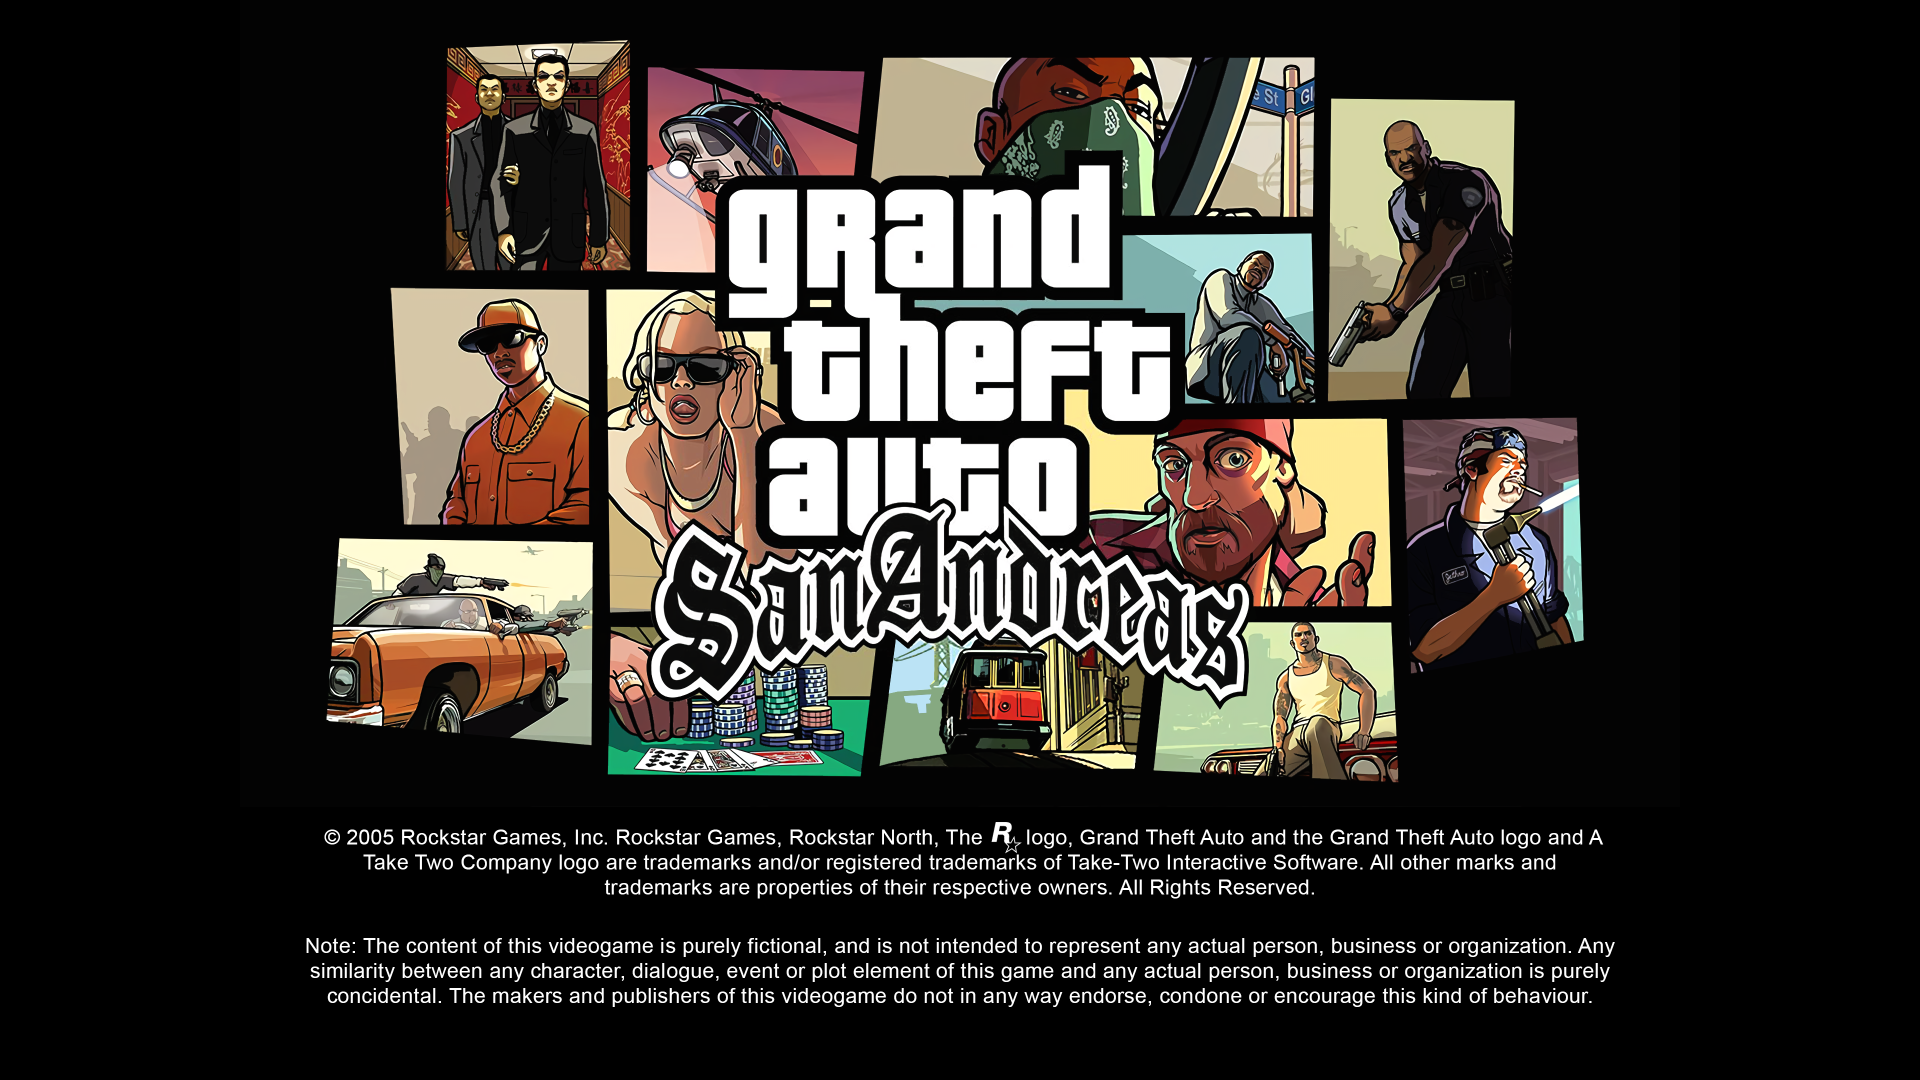 e St
Gl
grand
theft
auto
San Andreas
Jethro
© 2005 Rockstar Games, Inc. Rockstar Games, Rockstar North, The R logo, Grand Theft Auto and the Grand Theft Auto logo and A
Take Two Company logo are trademarks and/or registered trademarks of Take-Two Interactive Software. All other marks and
trademarks are properties of their respective owners. All Rights Reserved.
Note: The content of this videogame is purely fictional, and is not intended to represent any actual person, business or organization. Any
similarity between any character, dialogue, event or plot element of this game and any actual person, business or organization is purely
concidental. The makers and publishers of this videogame do not in any way endorse, condone or encourage this kind of behaviour.